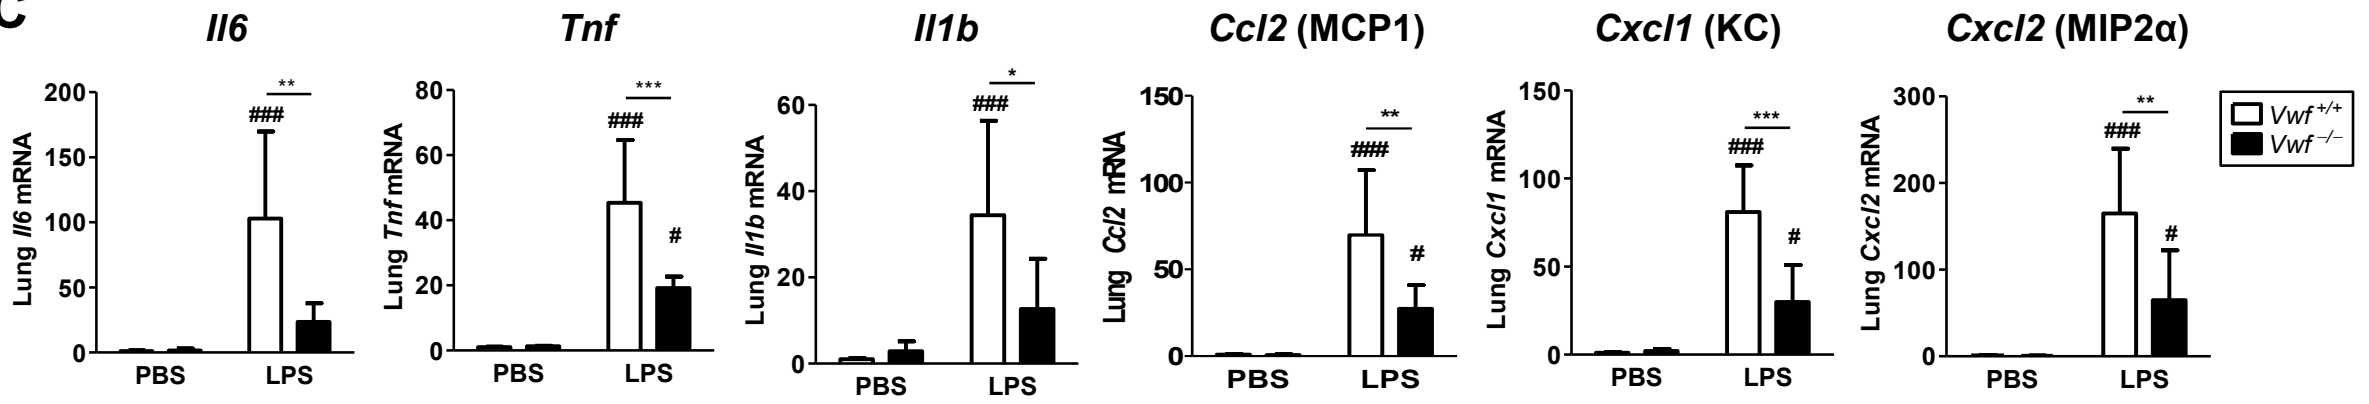 C
Il6
Lung Il6 mRNA
200
150
100
50
0
**
###
PBS
LPS
Tnf
Lung Tnf mRNA
80
60
40
20
0
***
###
#
PBS
LPS
Il1b
Lung Il1b mRNA
60
40
20
0
*
###
PBS
LPS
Ccl2 (MCP1)
Lung Ccl2 mRNA
150
100
50
0
**
###
#
PBS
LPS
Cxcl1 (KC)
Lung Cxcl1 mRNA
150
100
50
0
***
###
#
PBS
LPS
Cxcl2 (MIP2α)
Lung Cxcl2 mRNA
300
200
100
0
**
###
#
PBS
LPS
Vwf +/+
Vwf −/−